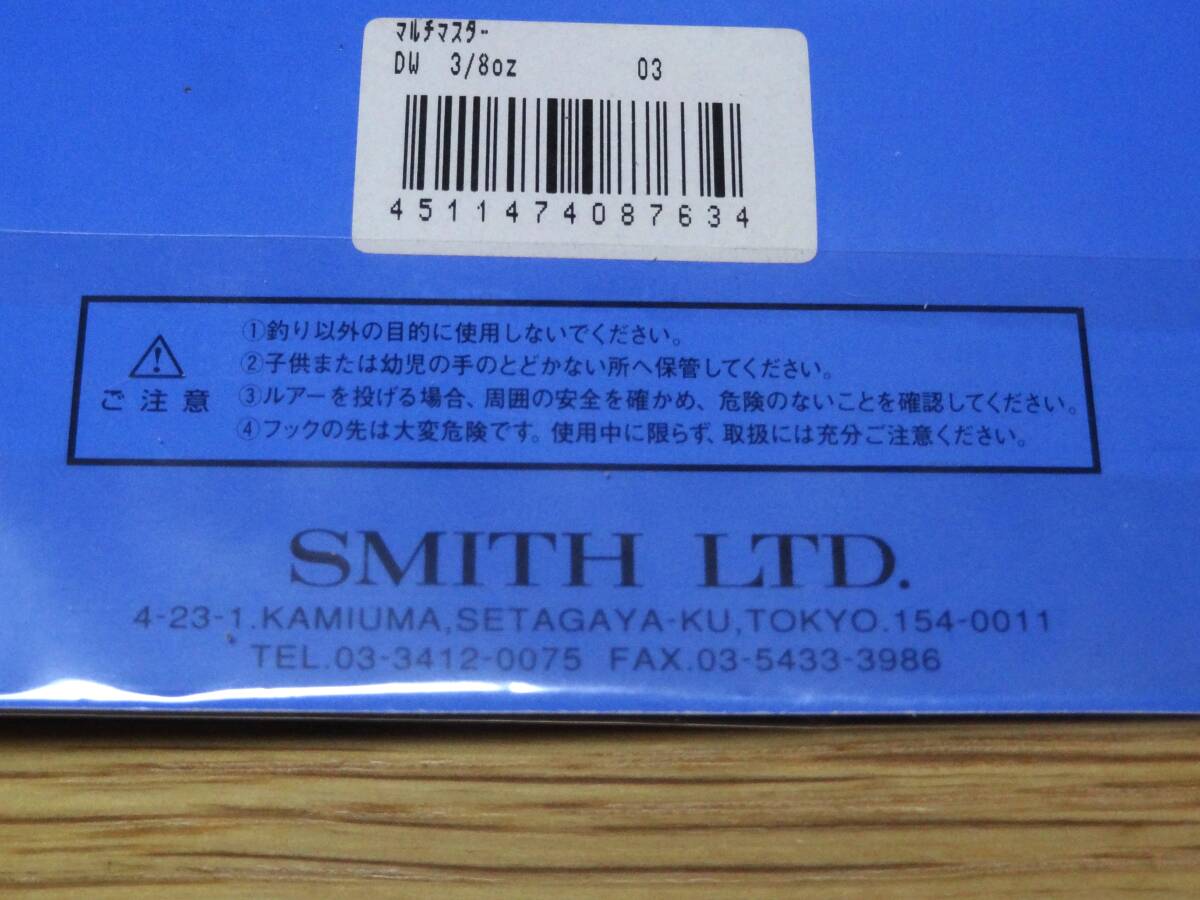 ﾏﾙﾁﾏｽﾀｰ
DW 3/8oz 03
4511474087634
①釣り以外の目的に使用しないでください。
②子供または幼児の手のとどかない所へ保管してください。
ご注意
③ルアーを投げる場合、周囲の安全を確かめ、危険のないことを確認してください。
④フックの先は大変危険です。使用中に限らず、取扱には充分ご注意ください。
SMITH LTD.
4-23-1.KAMIUMA,SETAGAYA-KU,TOKYO.154-0011
TEL.03-3412-0075 FAX.03-5433-3986